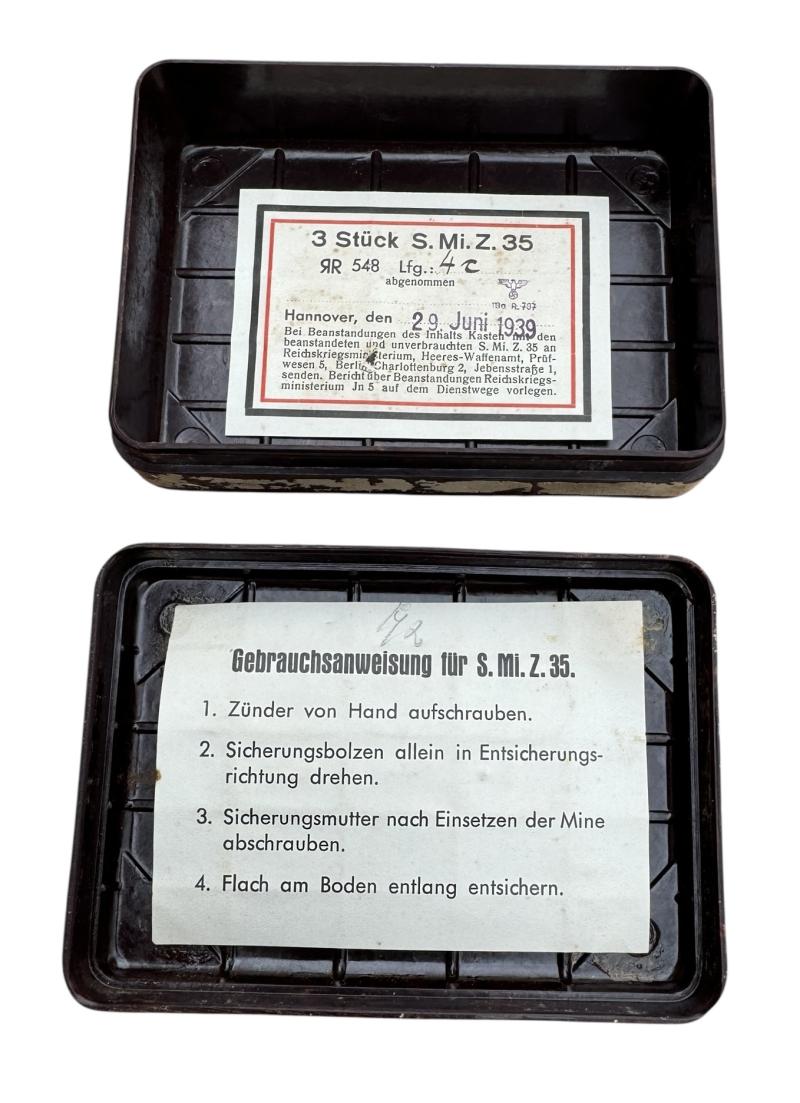 3 Stück S. Mi. Z. 35
RR 548 Lfg.: 4c
abgenommen
Hannover, den 29. Juni 1939
Bei Beanstandungen des Inhalts Kasten mit den
beanstandeten und unverbrauchten S. Mi. Z. 35 an
Reichskriegsministerium, Heeres-Waffenamt, Prüf-
wesen 5, Berlin-Charlottenburg 2, Jebensstraße 1,
senden. Bericht über Beanstandungen Reichskriegs-
ministerium Jn 5 auf dem Dienstwege vorlegen.
Gebrauchsanweisung für S. Mi. Z. 35.
1. Zünder von Hand aufschrauben.
2. Sicherungsbolzen allein in Entsicherungs-
richtung drehen.
3. Sicherungsmutter nach Einsetzen der Mine
abschrauben.
4. Flach am Boden entlang entsichern.